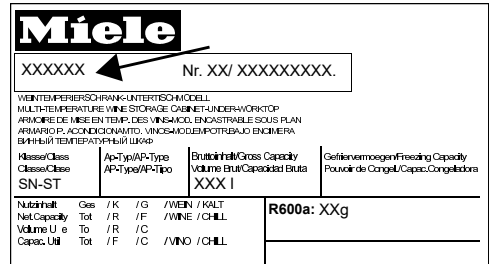 Miele
XXXXXX Nr. XX/ XXXXXXXXX.
WEINTEMPERIERSCHRANK-UNTERTISCHMODELL
MULTI-TEMPERATURE WINE STORAGE CABINET-UNDER-WORKTOP
ARMOIRE DE MISE EN TEMP. DES VINS-MOD. ENCASTRABLE SOUS PLAN
ARMARIO P. ACONDICIONAMTO. VINOS-MOD.EMPOTR.BAJO ENCIMERA
ВИННЫЙ ТЕМПЕРАТУРНЫЙ ШКАФ
Klasse/Class Ap-Typ/AP-Type Bruttoinhalt/Gross Capacity Gefriervermoegen/Freezing Capacity
Classe/Clase AP-Type/AP-Tipo Volume Brut/Capacidad Bruta Pouvoir de Congel./Capac.Congeladora
SN-ST XXX l
Nutzinhalt Ges / K / G / WEIN / KALT R600a: XXg
Net.Capacity Tot / R / F / WINE / CHILL
Volume U e To / R / C
Capac. Util Tot / F / C / VINO / CHILL